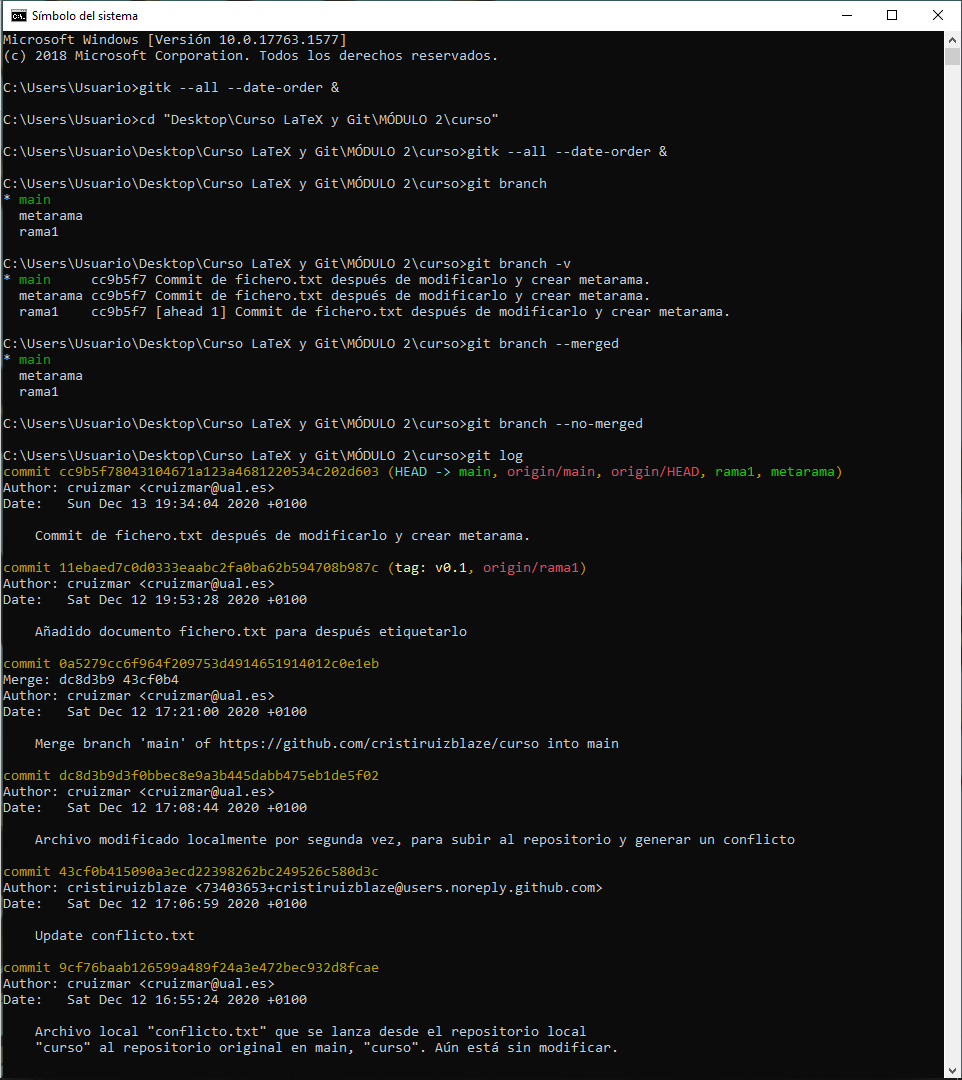 Símbolo del sistema
Microsoft Windows [Versión 10.0.17763.1577]
(c) 2018 Microsoft Corporation. Todos los derechos reservados.
C:\Users\Usuario>gitk --all --date-order &
C:\Users\Usuario>cd "Desktop\Curso LaTeX y Git\MÓDULO 2\curso"
C:\Users\Usuario\Desktop\Curso LaTeX y Git\MÓDULO 2\curso>gitk --all --date-order &
C:\Users\Usuario\Desktop\Curso LaTeX y Git\MÓDULO 2\curso>git branch
* main
metarama
rama1
C:\Users\Usuario\Desktop\Curso LaTeX y Git\MÓDULO 2\curso>git branch -v
* main     cc9b5f7 Commit de fichero.txt después de modificarlo y crear metarama.
metarama cc9b5f7 Commit de fichero.txt después de modificarlo y crear metarama.
rama1    cc9b5f7 [ahead 1] Commit de fichero.txt después de modificarlo y crear metarama.
C:\Users\Usuario\Desktop\Curso LaTeX y Git\MÓDULO 2\curso>git branch --merged
* main
metarama
rama1
C:\Users\Usuario\Desktop\Curso LaTeX y Git\MÓDULO 2\curso>git branch --no-merged
C:\Users\Usuario\Desktop\Curso LaTeX y Git\MÓDULO 2\curso>git log
commit cc9b5f78043104671a123a4681220534c202d603 (HEAD -> main, origin/main, origin/HEAD, rama1, metarama)
Author: cruizmar <cruizmar@ual.es>
Date:   Sun Dec 13 19:34:04 2020 +0100
Commit de fichero.txt después de modificarlo y crear metarama.
commit 11ebaed7c0d0333eaabc2fa0ba62b594708b987c (tag: v0.1, origin/rama1)
Author: cruizmar <cruizmar@ual.es>
Date:   Sat Dec 12 19:53:28 2020 +0100
Añadido documento fichero.txt para después etiquetarlo
commit 0a5279cc6f964f209753d4914651914012c0e1eb
Merge: dc8d3b9 43cf0b4
Author: cruizmar <cruizmar@ual.es>
Date:   Sat Dec 12 17:21:00 2020 +0100
Merge branch 'main' of https://github.com/cristiruizblaze/curso into main
commit dc8d3b9d3f0bbec8e9a3b445dabb475eb1de5f02
Author: cruizmar <cruizmar@ual.es>
Date:   Sat Dec 12 17:08:44 2020 +0100
Archivo modificado localmente por segunda vez, para subir al repositorio y generar un conflicto
commit 43cf0b415090a3ecd22398262bc249526c580d3c
Author: cristiruizblaze <73403653+cristiruizblaze@users.noreply.github.com>
Date:   Sat Dec 12 17:06:59 2020 +0100
Update conflicto.txt
commit 9cf76baab126599a489f24a3e472bec932d8fcae
Author: cruizmar <cruizmar@ual.es>
Date:   Sat Dec 12 16:55:24 2020 +0100
Archivo local "conflicto.txt" que se lanza desde el repositorio local
"curso" al repositorio original en main, "curso". Aún está sin modificar.